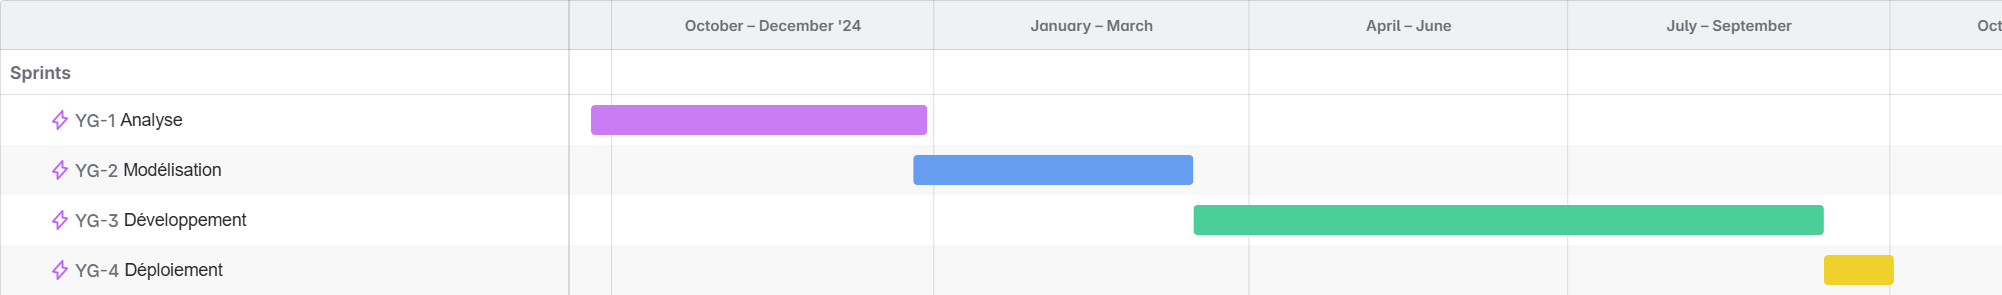 October – December '24 January – March April – June July – September Oct
Sprints
YG-1 Analyse
YG-2 Modélisation
YG-3 Développement
YG-4 Déploiement